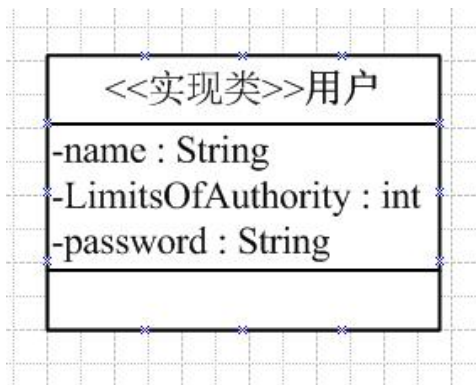 <<实现类>>用户
-name : String
-LimitsOfAuthority : int
-password : String